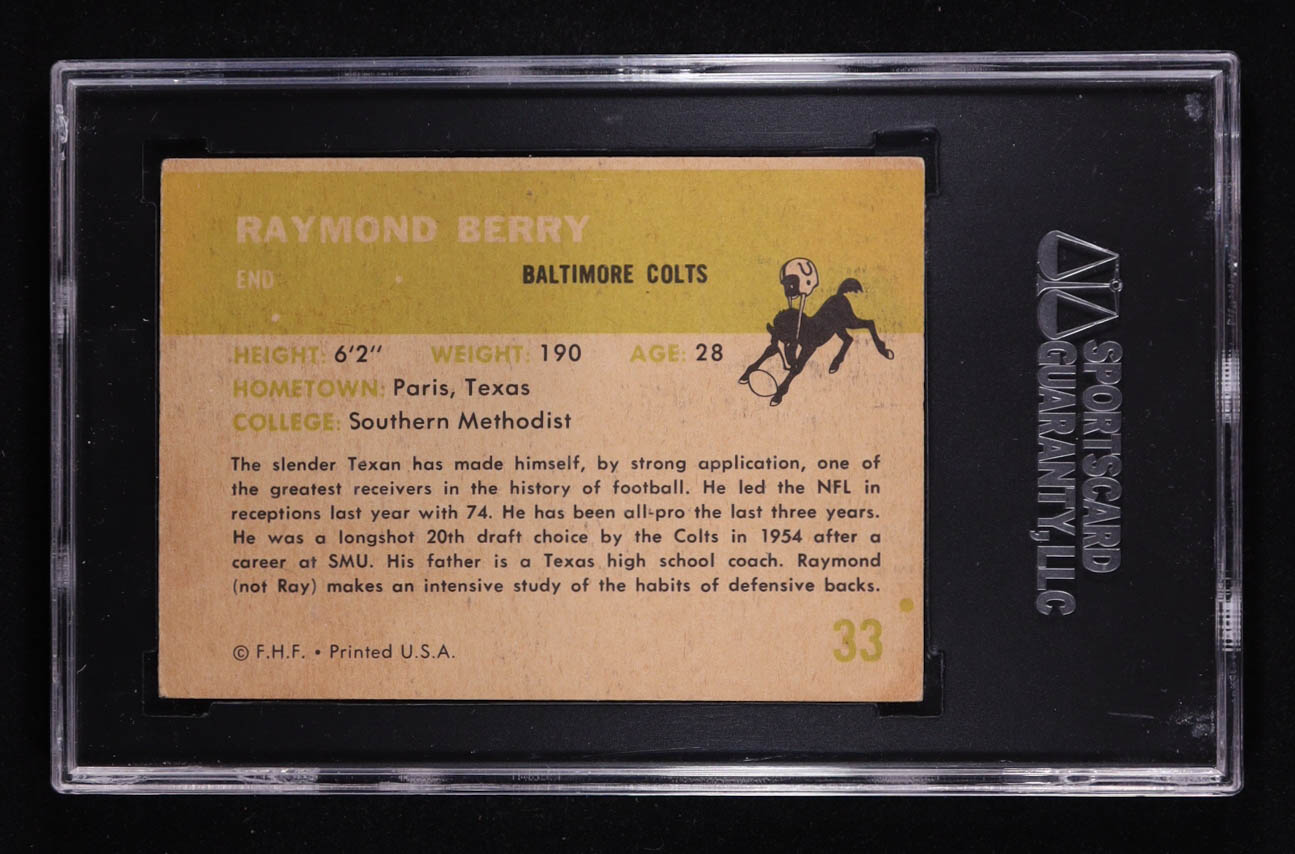 RAYMOND BERRY
END
BALTIMORE COLTS
HEIGHT: 6'2" WEIGHT: 190 AGE: 28
HOMETOWN: Paris, Texas
COLLEGE: Southern Methodist
The slender Texan has made himself, by strong application, one of
the greatest receivers in the history of football. He led the NFL in
receptions last year with 74. He has been all-pro the last three years.
He was a longshot 20th draft choice by the Colts in 1954 after a
career at SMU. His father is a Texas high school coach. Raymond
(not Ray) makes an intensive study of the habits of defensive backs.
© F.H.F. • Printed U.S.A.
33
SPORTSCARD
GUARANTY, LLC